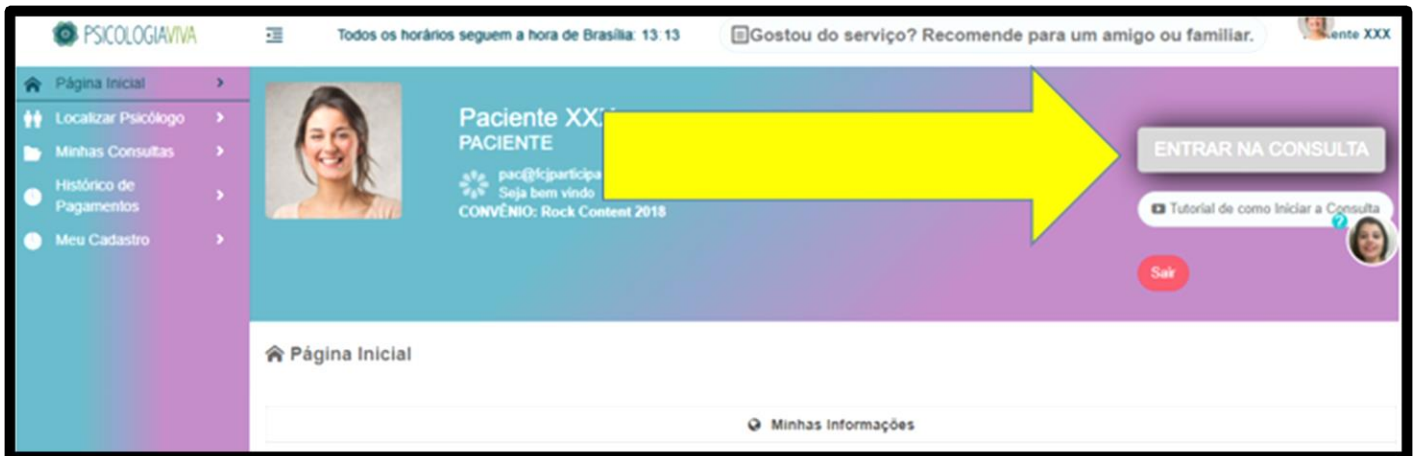 PSICOLOGIAVIVA
Todos os horários seguem a hora de Brasília: 13:13
Gostou do serviço? Recomende para um amigo ou familiar.
XXX
Página Inicial
Localizar Psicólogo
Minhas Consultas
Histórico de
Pagamentos
Meu Cadastro
Paciente
PACIENTE
Seja bem vindo
CONVÊNIO: Rock Content 2018
ENTRAR NA CONSULTA
Tutorial de como Iniciar a Consulta
?
Sair
Página Inicial
Minhas Informações